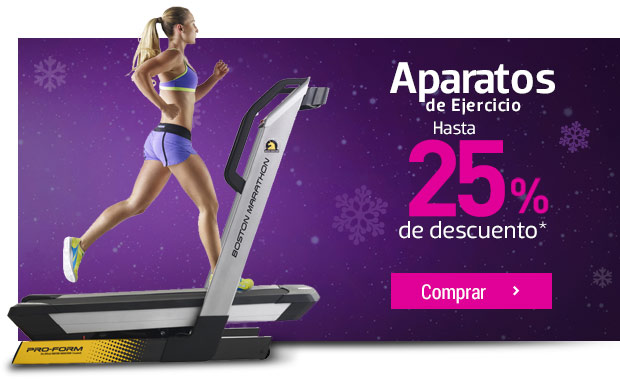 Aparatos
de Ejercicio
Hasta
25%
de descuento*
Comprar >
BOSTON MARATHON
PRO-FORM